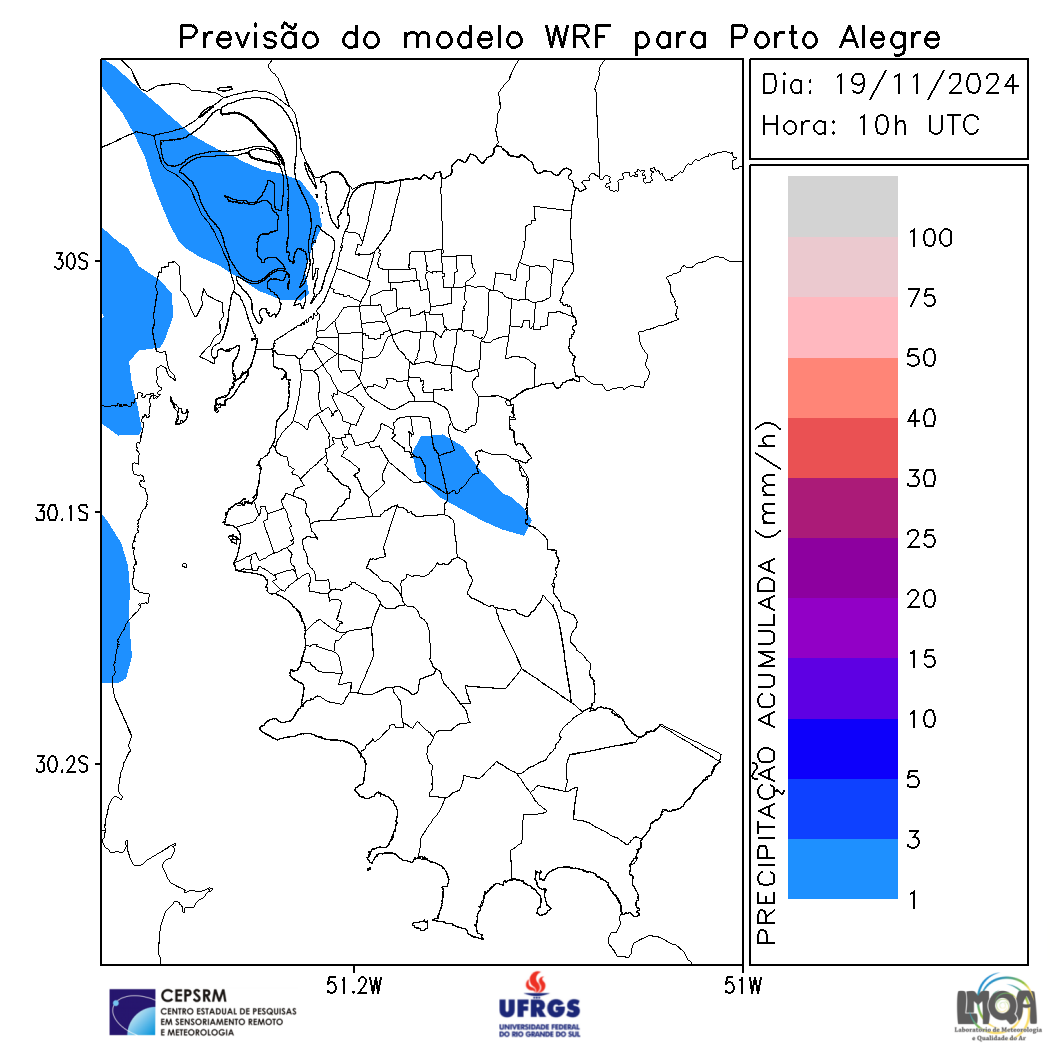 Previsão do modelo WRF para Porto Alegre
Dia: 19/11/2024
Hora: 10h UTC
30S
30.1S
30.2S
51.2W
51W
PRECIPITAÇÃO ACUMULADA (mm/h)
100
75
50
40
30
25
20
15
10
5
3
1
CEPSRM
CENTRO ESTADUAL DE PESQUISAS
EM SENSORIAMENTO REMOTO
E METEOROLOGIA
UFRGS
UNIVERSIDADE FEDERAL
DO RIO GRANDE DO SUL
LMQA
Laboratório de Meteorologia
e Qualidade do Ar